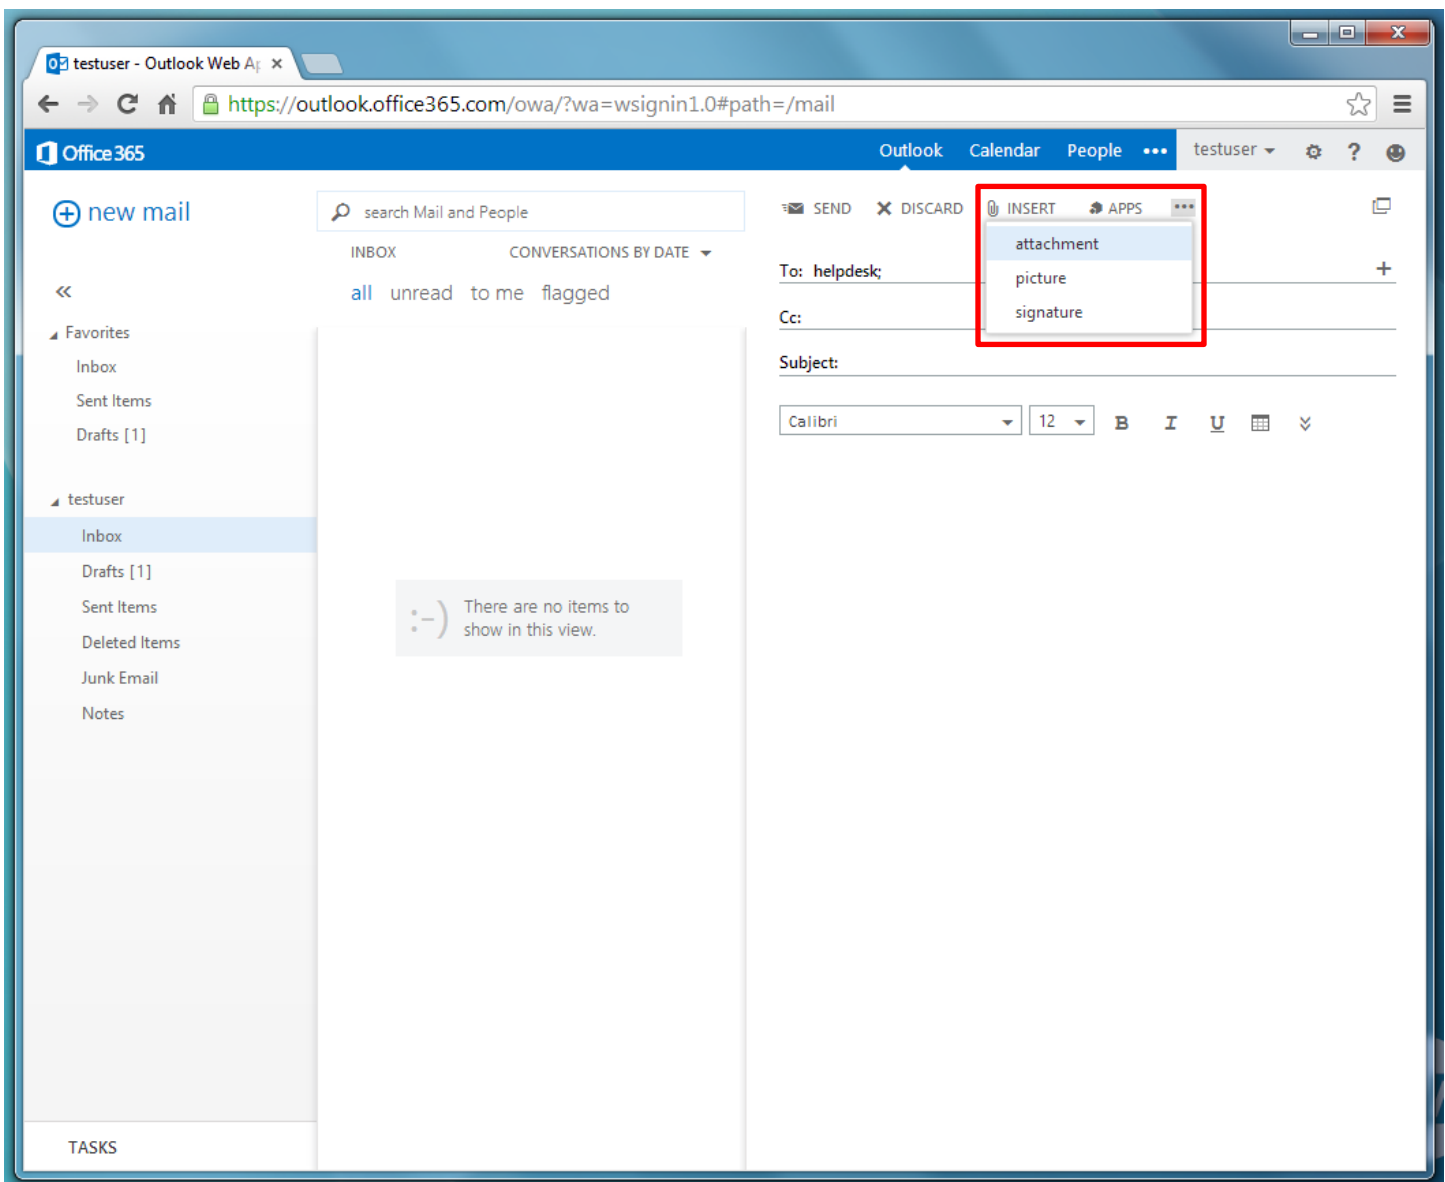 testuser - Outlook Web Ap
https://outlook.office365.com/owa/?wa=wsignin1.0#path=/mail
Office 365
Outlook Calendar People ••• testuser
?
new mail
search Mail and People
INBOX CONVERSATIONS BY DATE
all unread to me flagged
Favorites
Inbox
Sent Items
Drafts [1]
testuser
Inbox
Drafts [1]
Sent Items
Deleted Items
Junk Email
Notes
TASKS
:-)
There are no items to
show in this view.
SEND DISCARD INSERT APPS •••
attachment
picture
signature
To: helpdesk;
Cc:
Subject:
Calibri 12 B I U